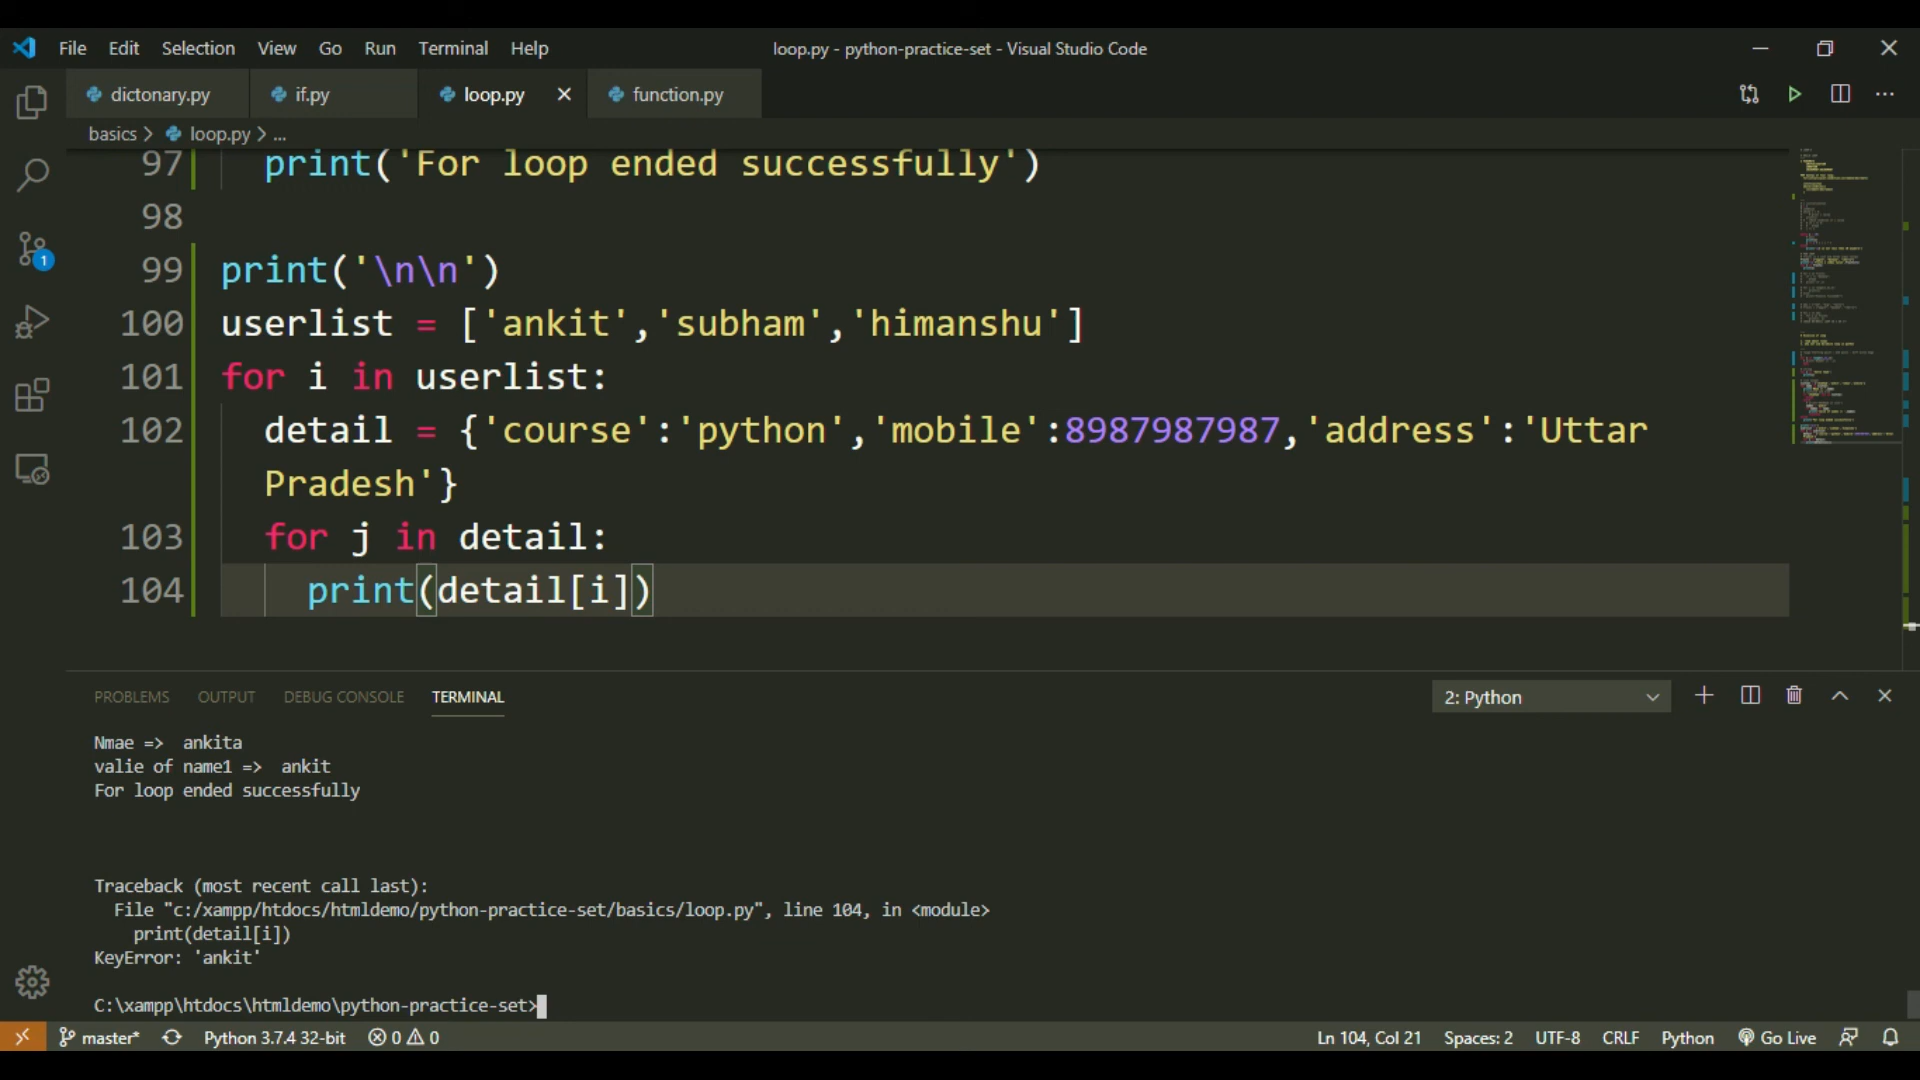 File Edit Selection View Go Run Terminal Help
loop.py - python-practice-set - Visual Studio Code
dictonary.py if.py loop.py function.py
basics > loop.py > ...
97 print('For loop ended successfully')
98
99 print('\n\n')
100 userlist = ['ankit','subham','himanshu']
101 for i in userlist:
102 detail = {'course':'python','mobile':8987987987,'address':'Uttar
Pradesh'}
103 for j in detail:
104 print(detail[i])
1
PROBLEMS OUTPUT DEBUG CONSOLE TERMINAL
2: Python
Nmae => ankita
valie of name1 => ankit
For loop ended successfully
Traceback (most recent call last):
File "c:/xampp/htdocs/htmldemo/python-practice-set/basics/loop.py", line 104, in <module>
print(detail[i])
KeyError: 'ankit'
C:\xampp\htdocs\htmldemo\python-practice-set>
master* Python 3.7.4 32-bit 0 0 Ln 104, Col 21 Spaces: 2 UTF-8 CRLF Python Go Live